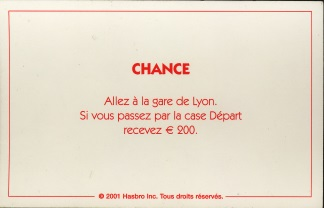 CHANCE
Allez à la gare de Lyon.
Si vous passez par la case Départ
recevez € 200.
© 2001 Hasbro Inc. Tous droits réservés.